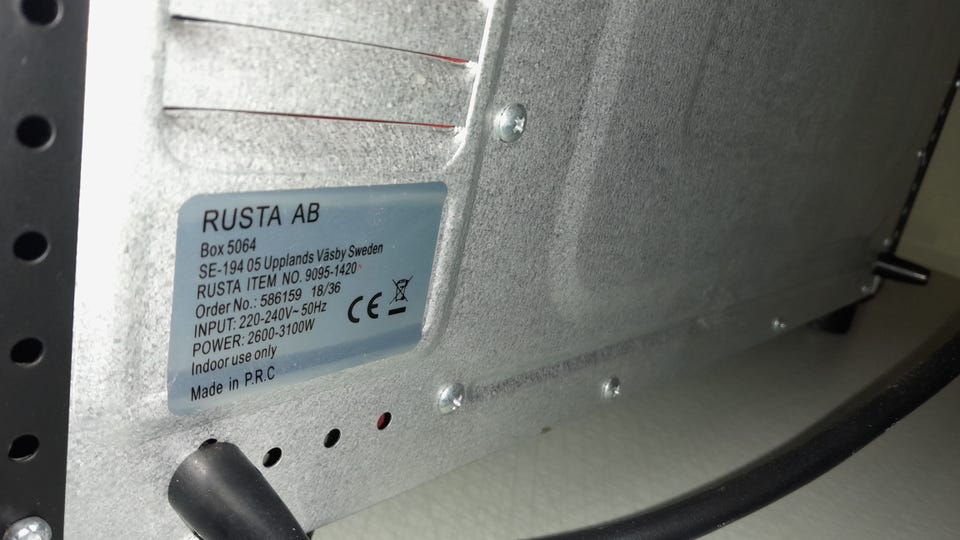 RUSTA AB
Box 5064
SE-194 05 Upplands Väsby Sweden
RUSTA ITEM NO. 9095-1420
Order No.: 586159 18/36
INPUT: 220-240V~ 50Hz
POWER: 2600-3100W
Indoor use only
Made in P.R.C
CE